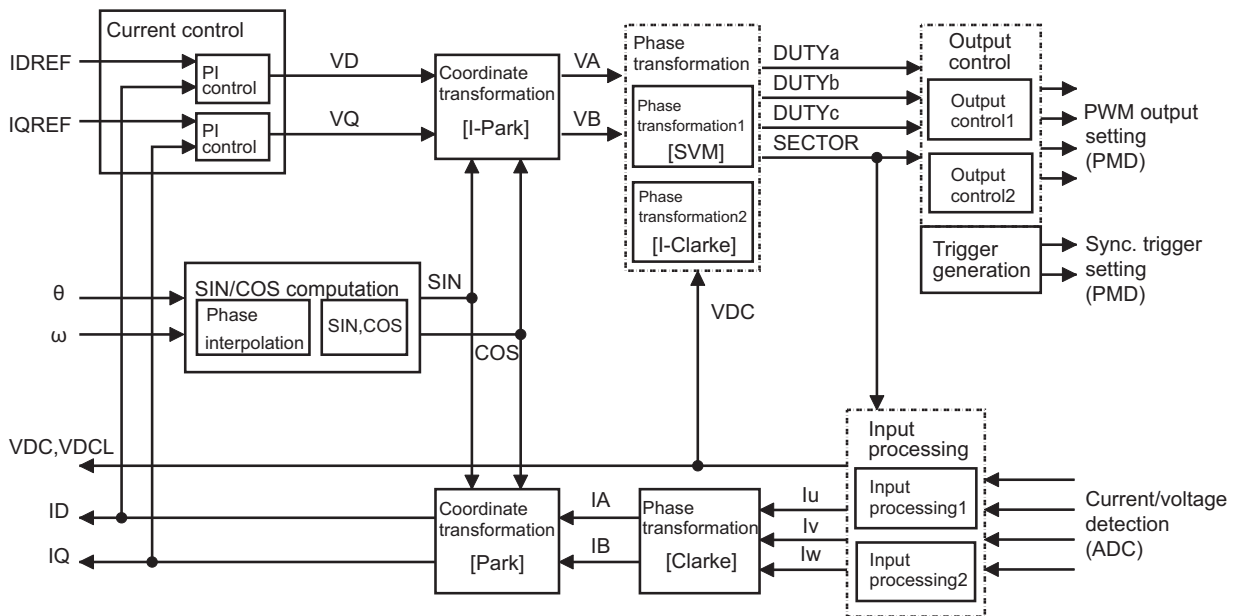 Current control
IDREF
PI
control
VD
IQREF
PI
control
VQ
Coordinate
transformation
[I-Park]
VA
VB
Phase
transformation
Phase
transformation1
[SVM]
Phase
transformation2
[I-Clarke]
DUTYa
DUTYb
DUTYc
SECTOR
Output
control
Output
control1
Output
control2
PWM output
setting
(PMD)
Trigger
generation
Sync. trigger
setting
(PMD)
θ
ω
SIN/COS computation
Phase
interpolation
SIN,COS
SIN
COS
VDC
VDC,VDCL
ID
IQ
Coordinate
transformation
[Park]
IA
IB
Phase
transformation
[Clarke]
Iu
Iv
Iw
Input
processing
Input
processing1
Input
processing2
Current/voltage
detection
(ADC)